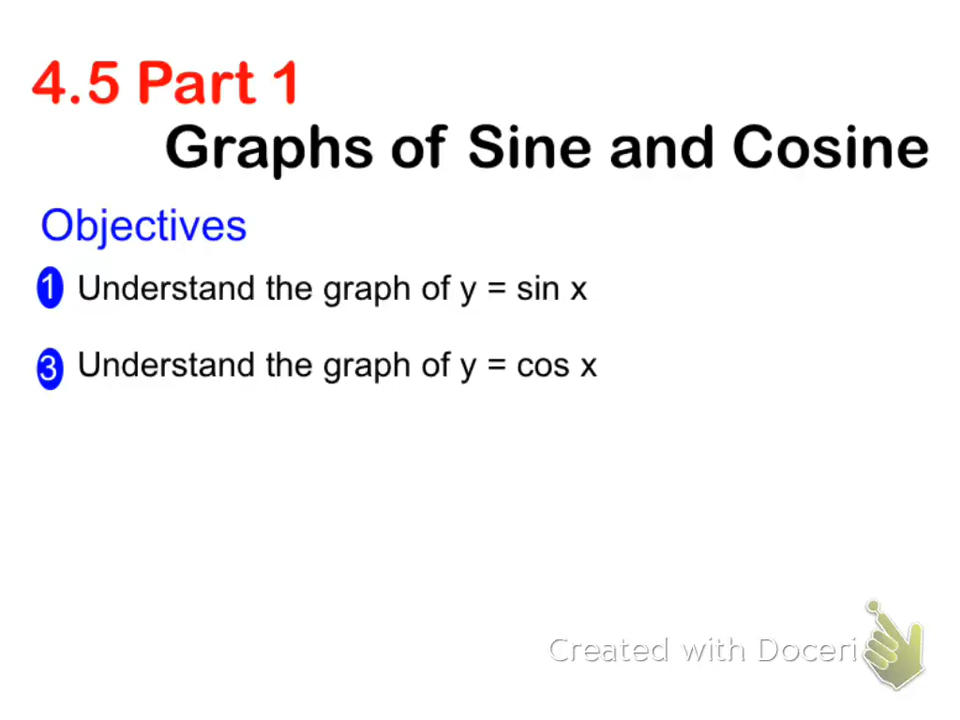 4.5 Part 1
Graphs of Sine and Cosine
Objectives
1 Understand the graph of y = sin x
3 Understand the graph of y = cos x
Created with Doceri